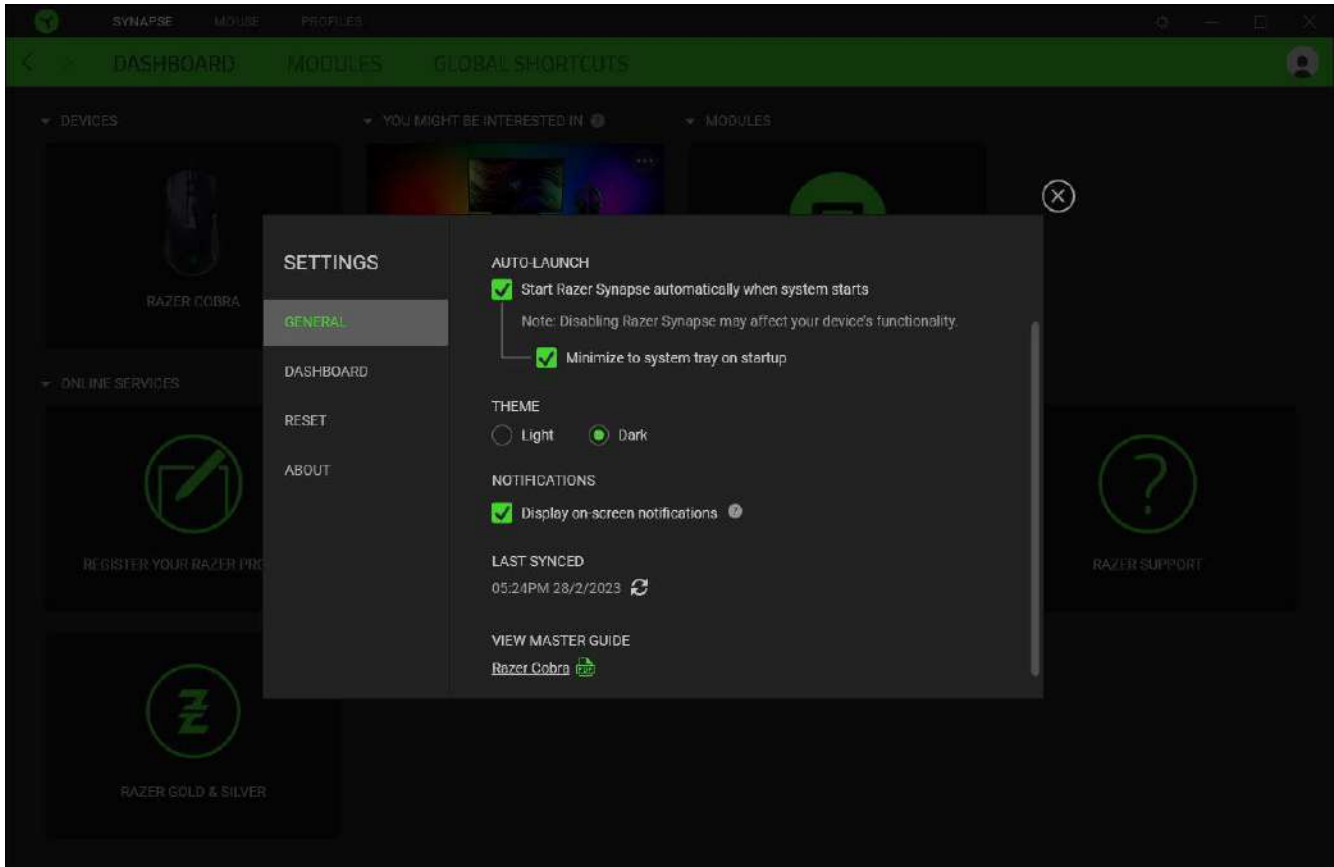 SYNAPSE MOUSE PROFILES
DASHBOARD MODULES GLOBAL SHORTCUTS
DEVICES
YOU MIGHT BE INTERESTED IN
MODULES
RAZER COBRA
ONLINE SERVICES
REGISTER YOUR RAZER PRO
RAZER GOLD & SILVER
RAZER SUPPORT
SETTINGS
GENERAL
DASHBOARD
RESET
ABOUT
AUTO-LAUNCH
Start Razer Synapse automatically when system starts
Note: Disabling Razer Synapse may affect your device's functionality.
Minimize to system tray on startup
THEME
Light Dark
NOTIFICATIONS
Display on-screen notifications ?
LAST SYNCED
05:24PM 28/2/2023
VIEW MASTER GUIDE
Razer Cobra